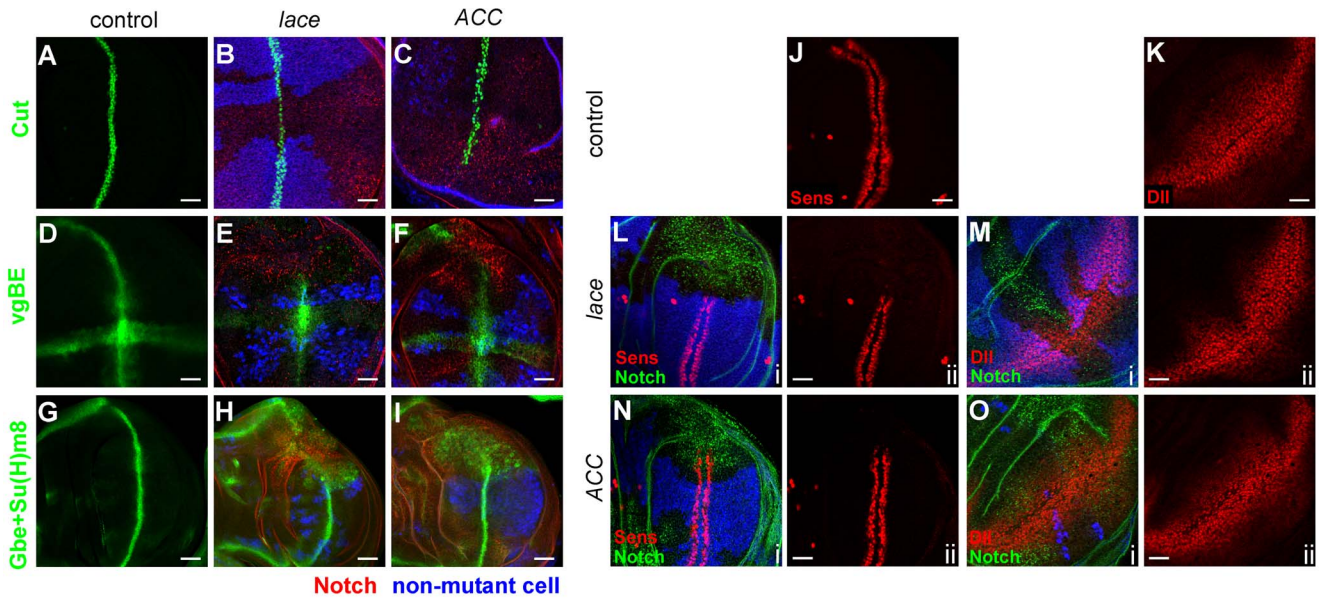 control lace ACC
Cut A B C control J Sens K Dll
vgBE D E F lace L Sens Notch i ii M Dll Notch i ii
Gbe+Su(H)m8 G H I ACC N Sens Notch i ii O Dll Notch i ii
Notch non-mutant cell